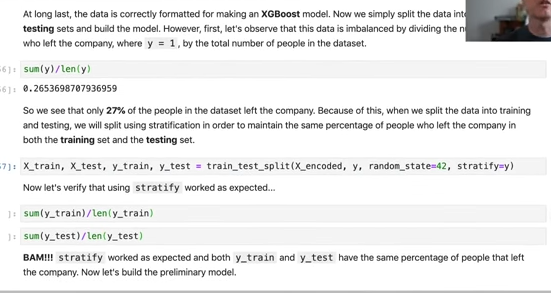 At long last, the data is correctly formatted for making an XGBoost model. Now we simply split the data into
testing sets and build the model. However, first, let's observe that this data is imbalanced by dividing the
who left the company, where y = 1, by the total number of people in the dataset.
6]: sum(y)/len(y)
6]: 0.2653698707936959
So we see that only 27% of the people in the dataset left the company. Because of this, when we split the data into training
and testing, we will split using stratification in order to maintain the same percentage of people who left the company in
both the training set and the testing set.
7]: X_train, X_test, y_train, y_test = train_test_split(X_encoded, y, random_state=42, stratify=y)
Now let's verify that using stratify worked as expected...
]: sum(y_train)/len(y_train)
]: sum(y_test)/len(y_test)
BAM!!! stratify worked as expected and both y_train and y_test have the same percentage of people that left
the company. Now let's build the preliminary model.